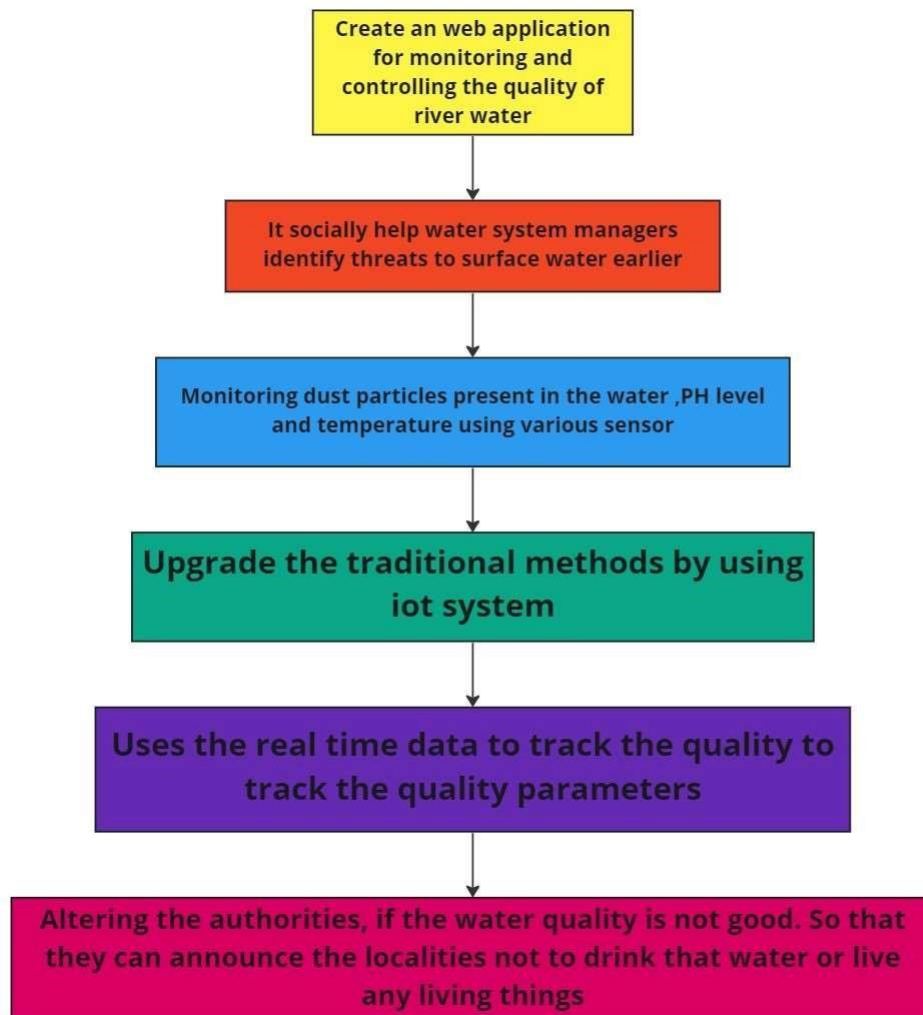 Create an web application
for monitoring and
controlling the quality of
river water
It socially help water system managers
identify threats to surface water earlier
Monitoring dust particles present in the water ,PH level
and temperature using various sensor
Upgrade the traditional methods by using
iot system
Uses the real time data to track the quality to
track the quality parameters
Altering the authorities, if the water quality is not good. So that
they can announce the localities not to drink that water or live
any living things